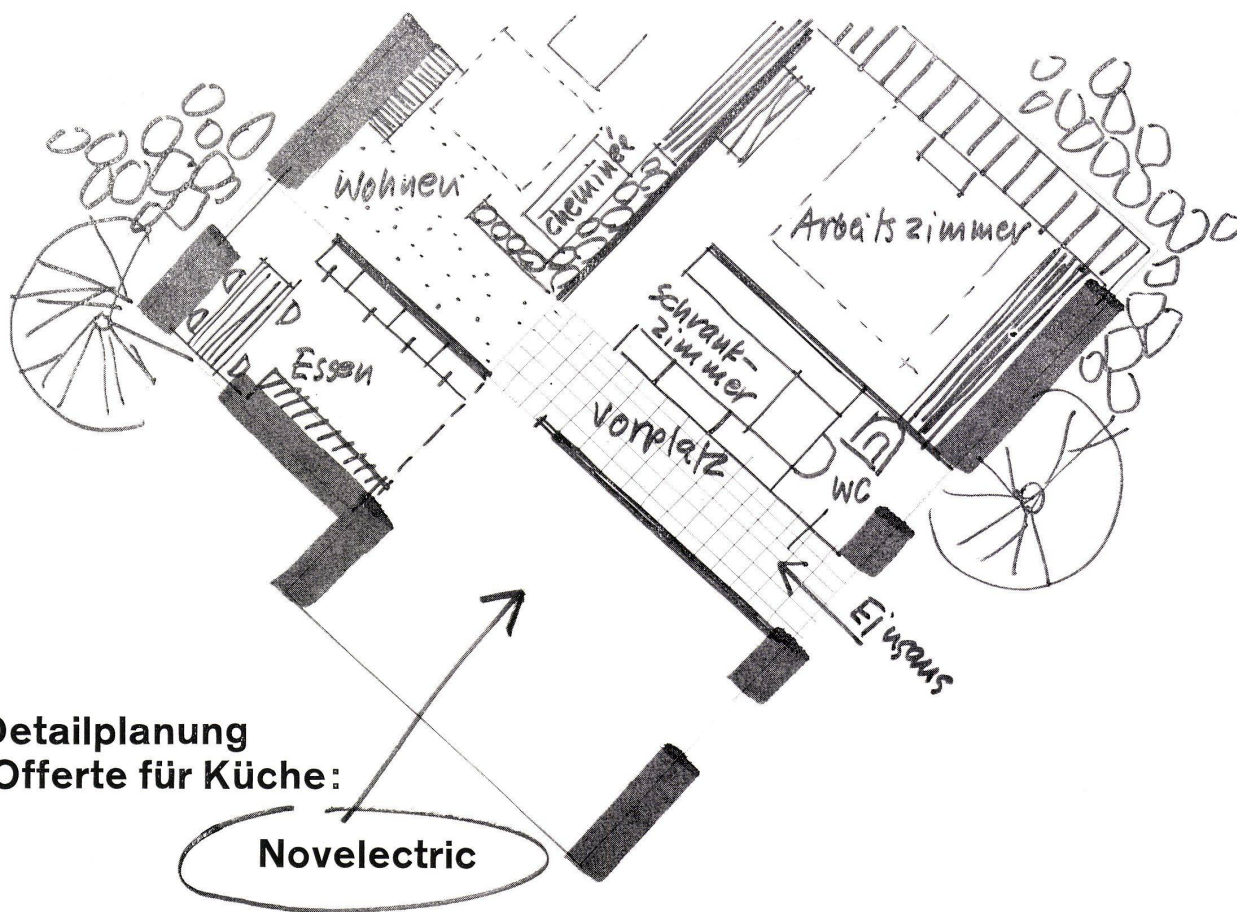 Wohnen
cheminée
Arbeitszimmer
schrank-
zimmer
Essen
Vorplatz
WC
Eingang
Detailplanung
Offerte für Küche:
Novelectric